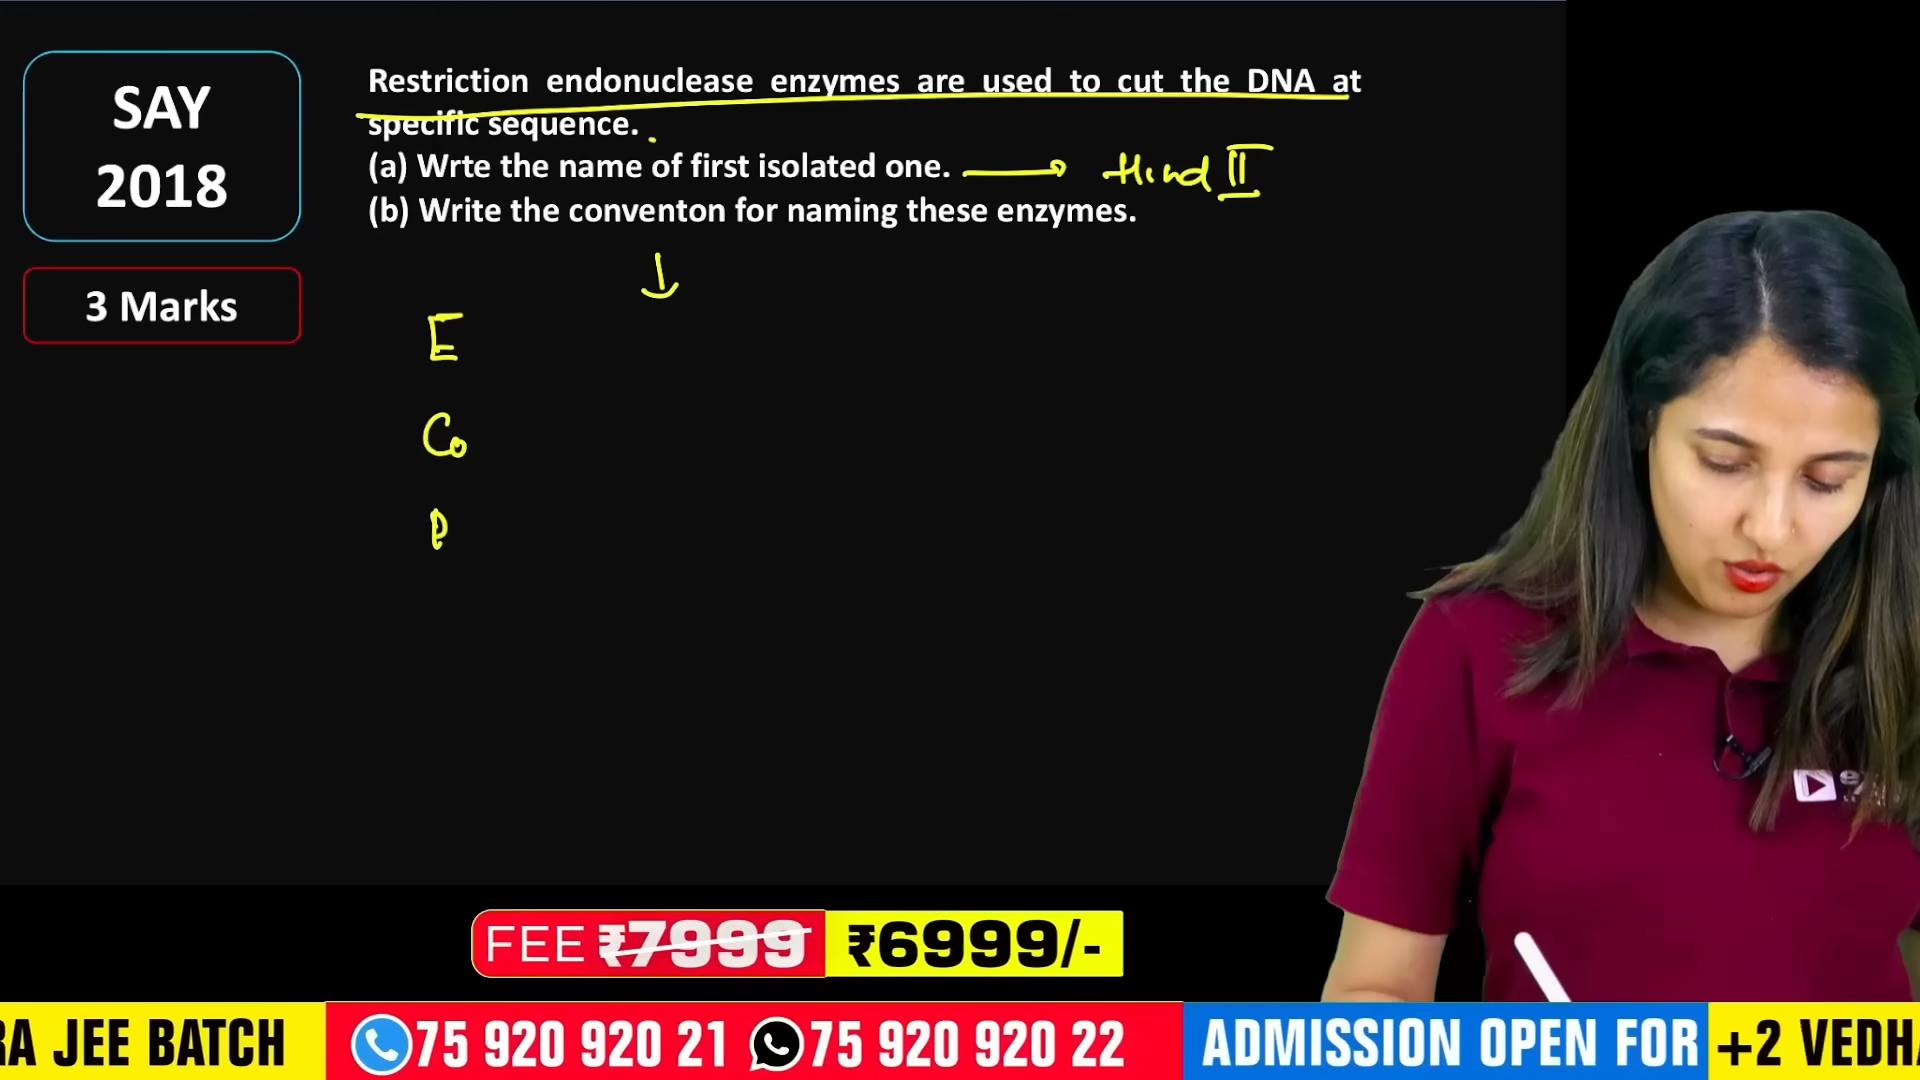 SAY
2018
3 Marks
Restriction endonuclease enzymes are used to cut the DNA at
specific sequence.
(a) Wrte the name of first isolated one. → Hind II
(b) Write the conventon for naming these enzymes.
E
Co
FEE ₹7999 ₹6999/-
RA JEE BATCH 75 920 920 21 75 920 920 22 ADMISSION OPEN FOR +2 VEDHA